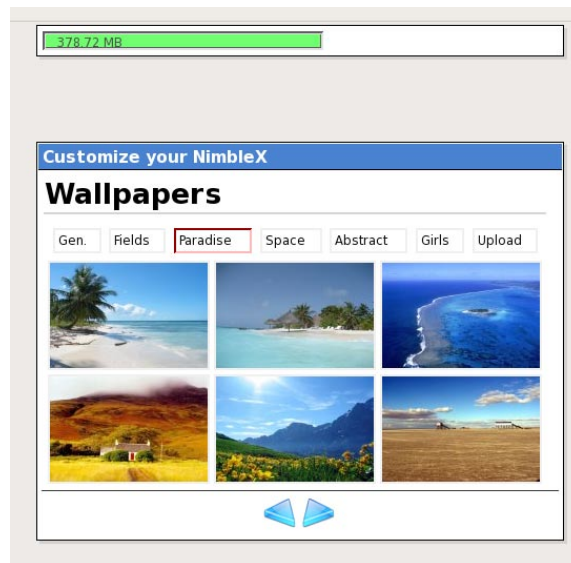 378.72 MB
Customize your NimbleX
Wallpapers
Gen. Fields Paradise Space Abstract Girls Upload